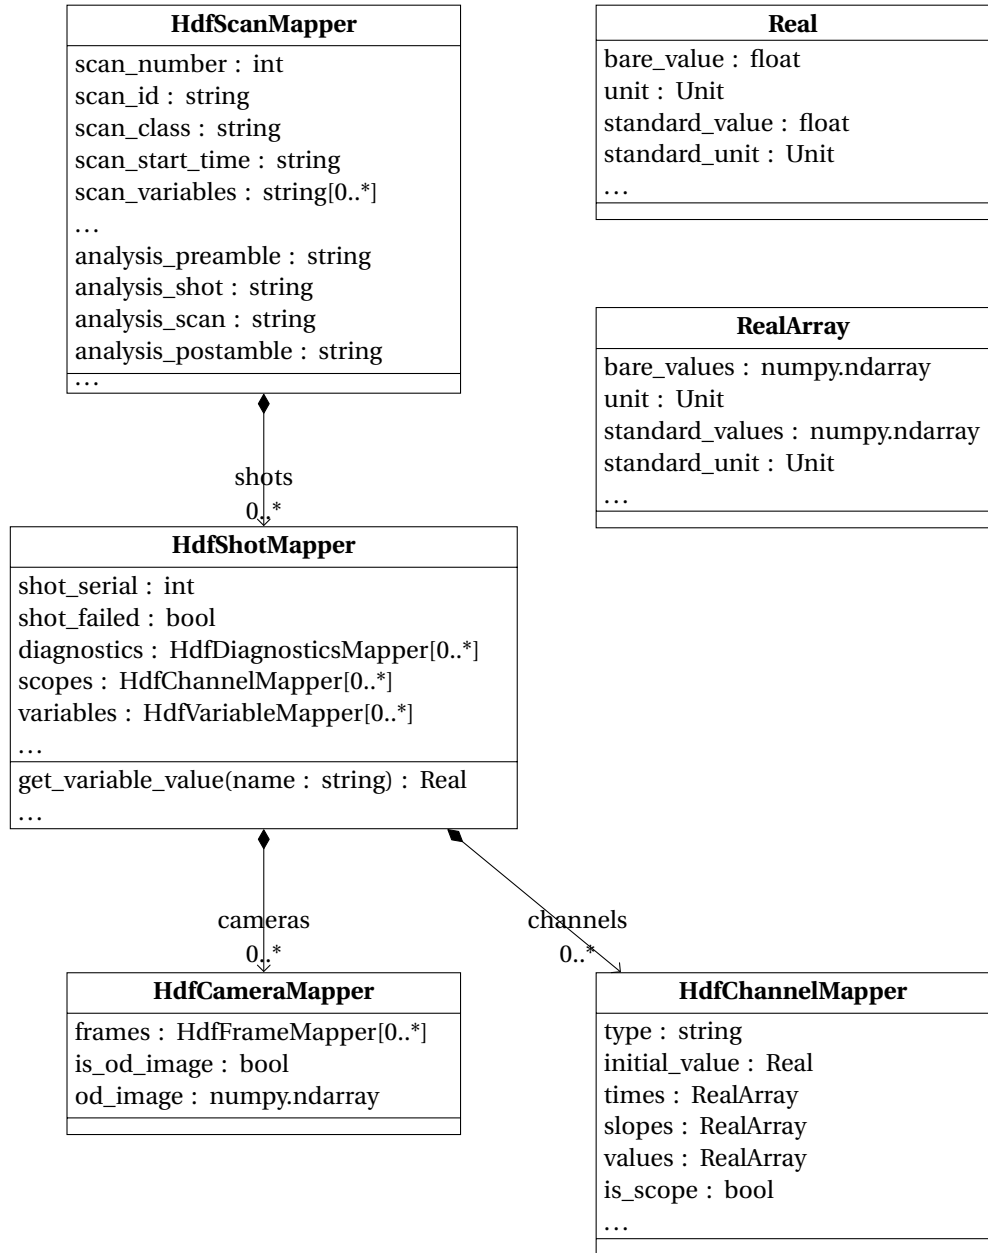 HdfScanMapper
scan_number : int
scan_id : string
scan_class : string
scan_start_time : string
scan_variables : string[0..*]
...
analysis_preamble : string
analysis_shot : string
analysis_scan : string
analysis_postamble : string
...
Real
bare_value : float
unit : Unit
standard_value : float
standard_unit : Unit
...
RealArray
bare_values : numpy.ndarray
unit : Unit
standard_values : numpy.ndarray
standard_unit : Unit
...
shots
0..*
HdfShotMapper
shot_serial : int
shot_failed : bool
diagnostics : HdfDiagnosticsMapper[0..*]
scopes : HdfChannelMapper[0..*]
variables : HdfVariableMapper[0..*]
...
get_variable_value(name : string) : Real
...
cameras
0..*
channels
0..*
HdfCameraMapper
frames : HdfFrameMapper[0..*]
is_od_image : bool
od_image : numpy.ndarray
HdfChannelMapper
type : string
initial_value : Real
times : RealArray
slopes : RealArray
values : RealArray
is_scope : bool
...